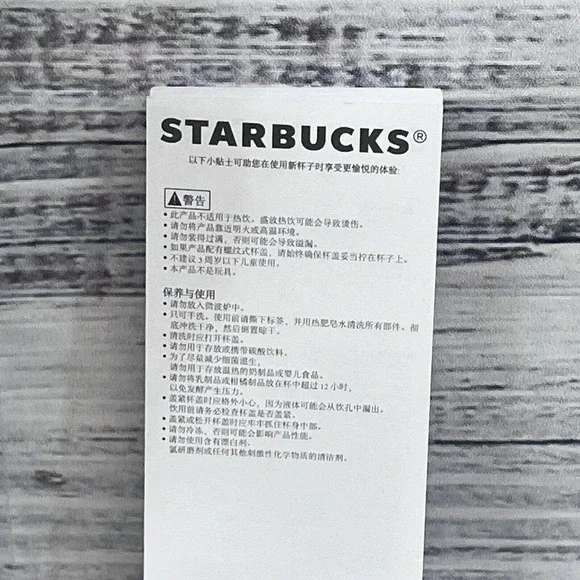 STARBUCKS®
以下小贴士可助您在使用新杯子时享受更愉悦的体验:
警告
• 此产品不适用于热饮。盛放热饮可能会导致烫伤。
• 请勿将产品靠近明火或高温环境。
• 请勿装得过满，否则可能会导致溢漏。
• 如果产品配有螺纹式杯盖，请始终确保杯盖妥当拧在杯子上。
• 不建议3周岁以下儿童使用。
• 本产品不是玩具。
保养与使用
• 请勿放入微波炉中。
• 只可手洗。使用前请撕下标签，并用热肥皂水清洗所有部件。彻
底冲洗干净，然后倒置晾干。
• 清洗时应打开杯盖。
• 请勿用于存放或携带碳酸饮料。
• 为了尽量减少细菌滋生，
请勿用于存放温热的奶制品或婴儿食品。
• 请勿将乳制品或柑橘制品放在杯中超过12小时，
以免发酵产生压力。
• 盖紧杯盖时应格外小心，因为液体可能会从饮孔中漏出。
饮用前请务必检查杯盖是否盖紧。
• 盖紧或松开杯盖时应牢牢抓住杯身中部。
• 请勿冷冻，否则可能会影响产品性能。
• 请勿使用含有漂白剂、
氯研磨剂或任何其他刺激性化学物质的清洁剂。